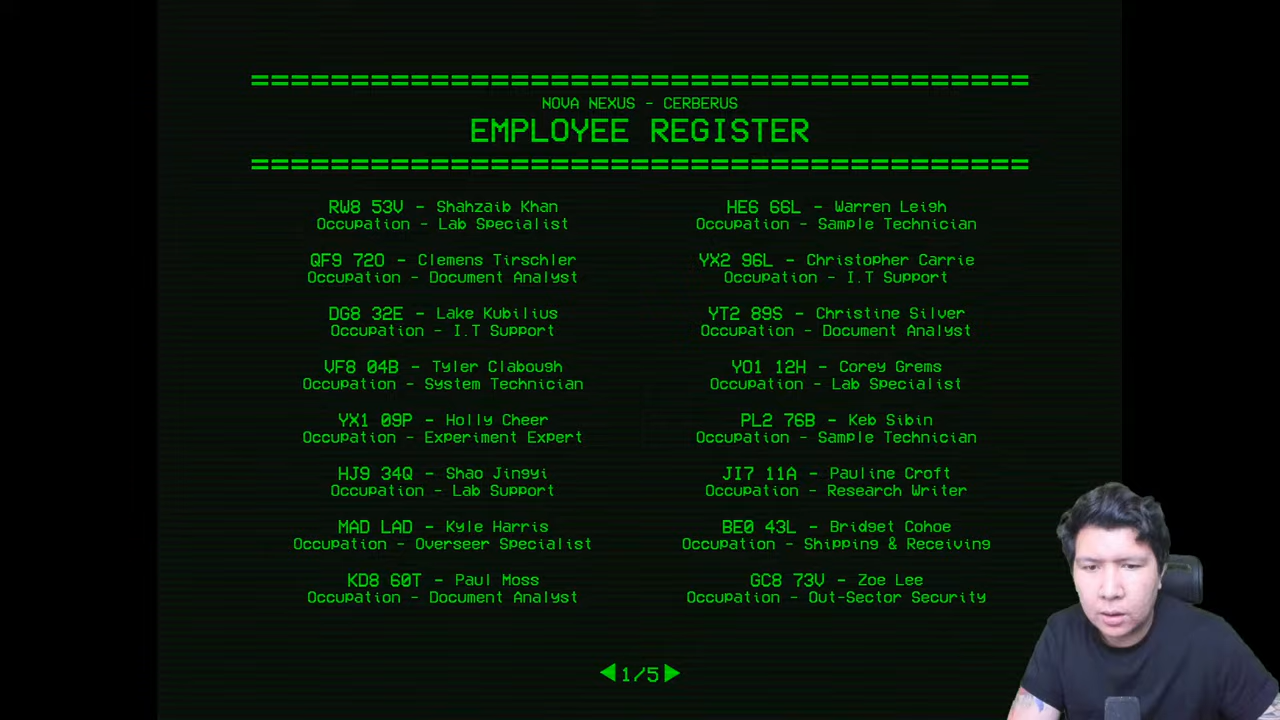 ========================================
NOVA NEXUS - CERBERUS
EMPLOYEE REGISTER
========================================
RW8 53V - Shahzaib Khan
Occupation - Lab Specialist
QF9 72O - Clemens Tirschler
Occupation - Document Analyst
DG8 32E - Lake Kubilius
Occupation - I.T Support
VF8 04B - Tyler Clabough
Occupation - System Technician
YX1 09P - Holly Cheer
Occupation - Experiment Expert
HJ9 34Q - Shao Jingyi
Occupation - Lab Support
MAD LAD - Kyle Harris
Occupation - Overseer Specialist
KD8 60T - Paul Moss
Occupation - Document Analyst
HE6 66L - Warren Leigh
Occupation - Sample Technician
YX2 96L - Christopher Carrie
Occupation - I.T Support
YT2 89S - Christine Silver
Occupation - Document Analyst
YO1 12H - Corey Grems
Occupation - Lab Specialist
PL2 76B - Keb Sibin
Occupation - Sample Technician
JI7 11A - Pauline Croft
Occupation - Research Writer
BE0 43L - Bridget Cohoe
Occupation - Shipping & Receiving
GC8 73V - Zoe Lee
Occupation - Out-Sector Security
◀ 1/5 ▶